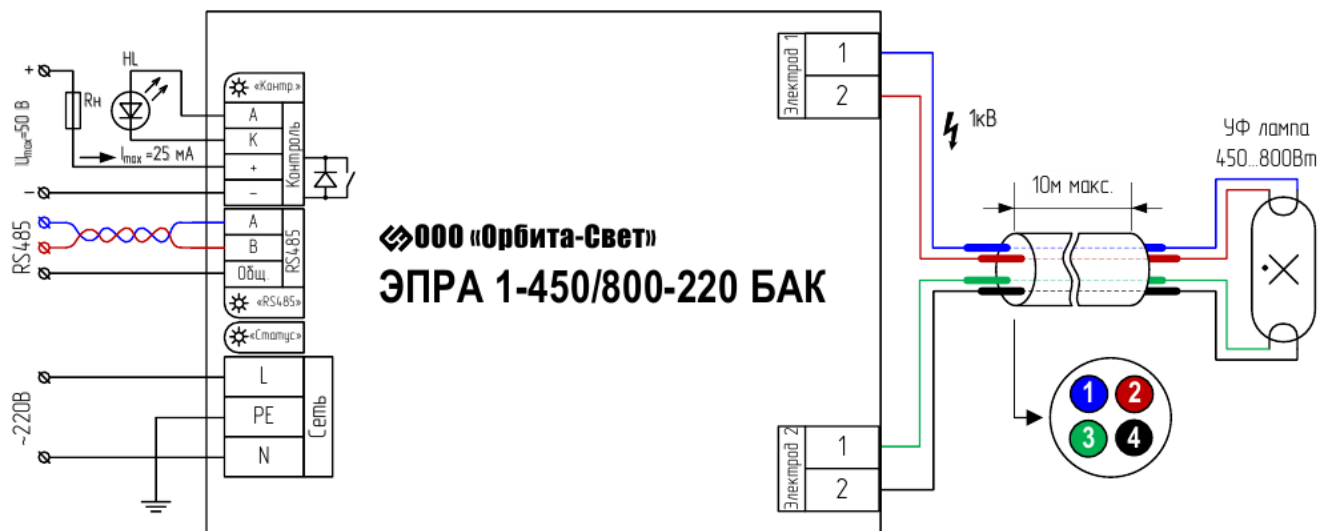 HL
+
Rн
Umax=50 В
Imax =25 мА
–
«Контр.»
A
К
+
–
Контроль
RS485
A
B
Общ.
RS485
«RS485»
«Статус»
~220В
L
PE
N
Сеть
ООО «Орбита-Свет»
ЭПРА 1-450/800-220 БАК
Электрод 1
1
2
1кВ
10м макс.
УФ лампа
450...800Вт
1
2
3
4
Электрод 2
1
2